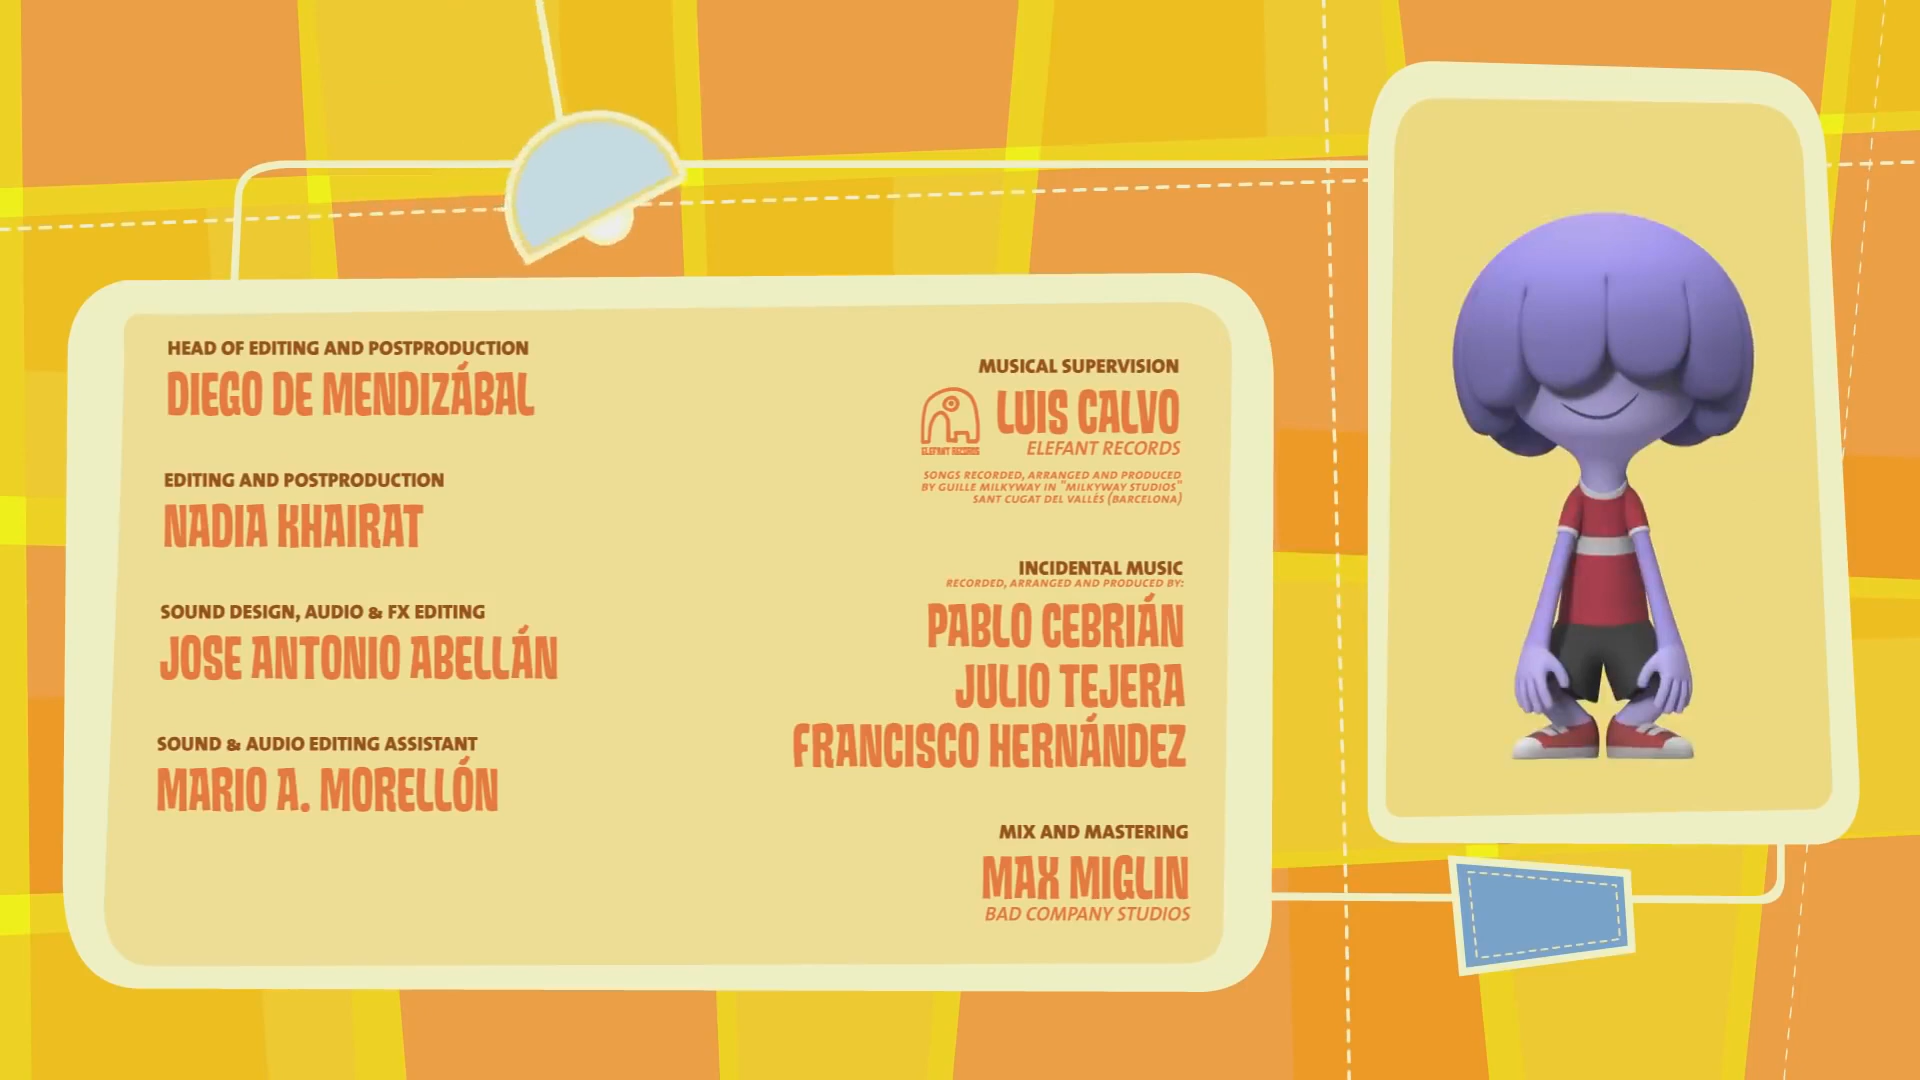 HEAD OF EDITING AND POSTPRODUCTION
DIEGO DE MENDIZÁBAL
EDITING AND POSTPRODUCTION
NADIA KHAIRAT
SOUND DESIGN, AUDIO & FX EDITING
JOSE ANTONIO ABELLÁN
SOUND & AUDIO EDITING ASSISTANT
MARIO A. MORELLÓN
MUSICAL SUPERVISION
LUIS CALVO
ELEFANT RECORDS
ELEFANT RECORDS
SONGS RECORDED, ARRANGED AND PRODUCED
BY GUILLE MILKYWAY IN "MILKYWAY STUDIOS"
SANT CUGAT DEL VALLÉS (BARCELONA)
INCIDENTAL MUSIC
RECORDED, ARRANGED AND PRODUCED BY:
PABLO CEBRIÁN
JULIO TEJERA
FRANCISCO HERNÁNDEZ
MIX AND MASTERING
MAX MIGLIN
BAD COMPANY STUDIOS